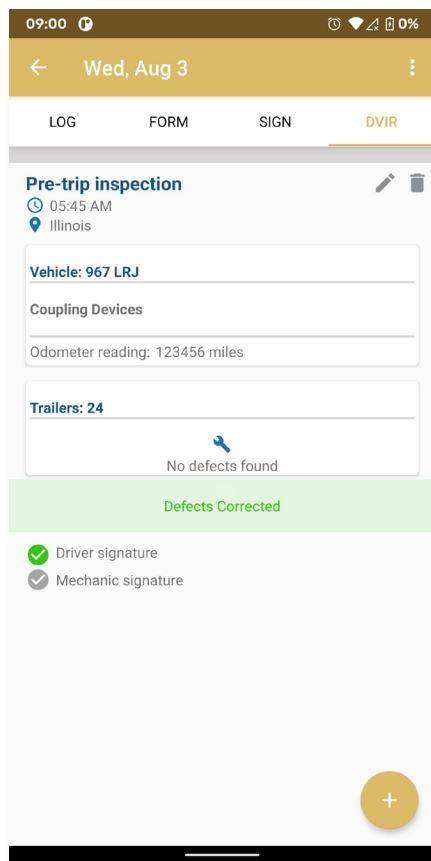 09:00 0%
Wed, Aug 3
LOG FORM SIGN DVIR
Pre-trip inspection
05:45 AM
Illinois
Vehicle: 967 LRJ
Coupling Devices
Odometer reading: 123456 miles
Trailers: 24
No defects found
Defects Corrected
Driver signature
Mechanic signature